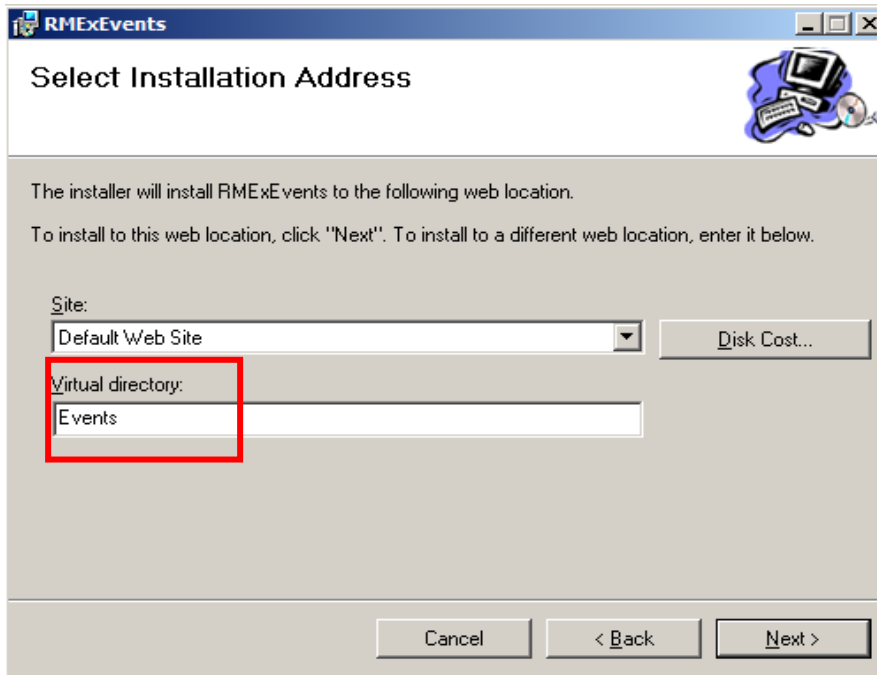 RMExEvents
Select Installation Address
The installer will install RMExEvents to the following web location.
To install to this web location, click "Next". To install to a different web location, enter it below.
Site:
Default Web Site
Disk Cost...
Virtual directory:
Events
Cancel
< Back
Next >